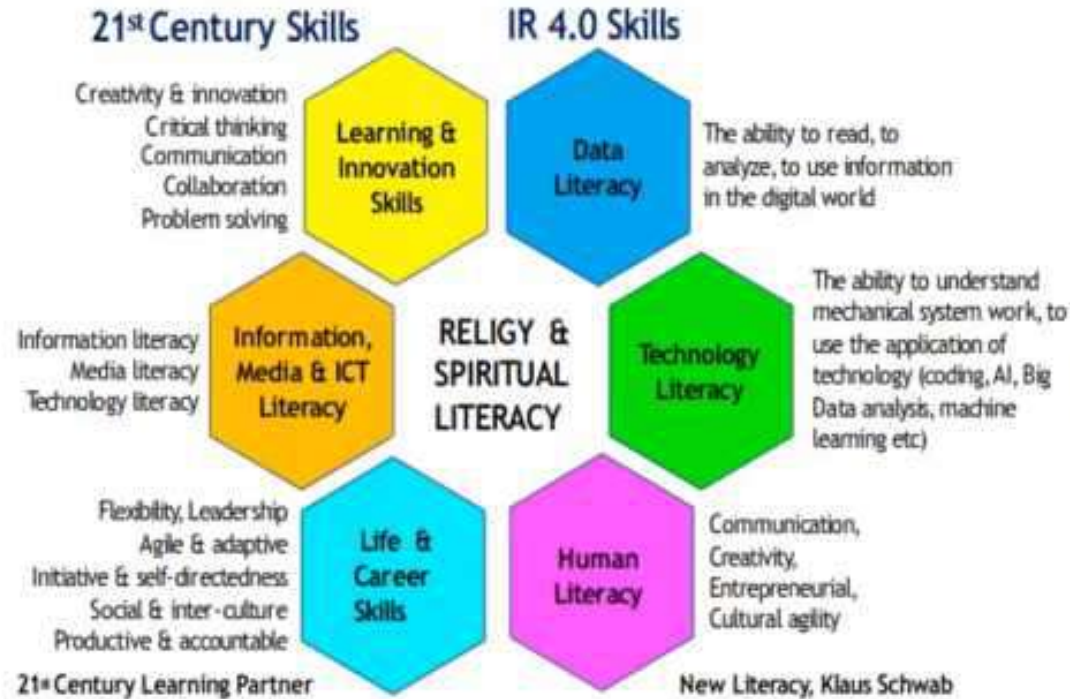 21st Century Skills
IR 4.0 Skills
Creativity & innovation
Critical thinking
Communication
Collaboration
Problem solving
Learning &
Innovation
Skills
Data
Literacy
The ability to read, to
analyze, to use information
in the digital world
Information literacy
Media literacy
Technology literacy
Information,
Media & ICT
Literacy
RELIGY &
SPIRITUAL
LITERACY
Technology
Literacy
The ability to understand
mechanical system work, to
use the application of
technology (coding, AI, Big
Data analysis, machine
learning etc)
Flexibility, Leadership
Agile & adaptive
Initiative & self-directedness
Social & inter-culture
Productive & accountable
Life &
Career
Skills
Human
Literacy
Communication,
Creativity,
Entrepreneurial,
Cultural agility
21st Century Learning Partner
New Literacy, Klaus Schwab